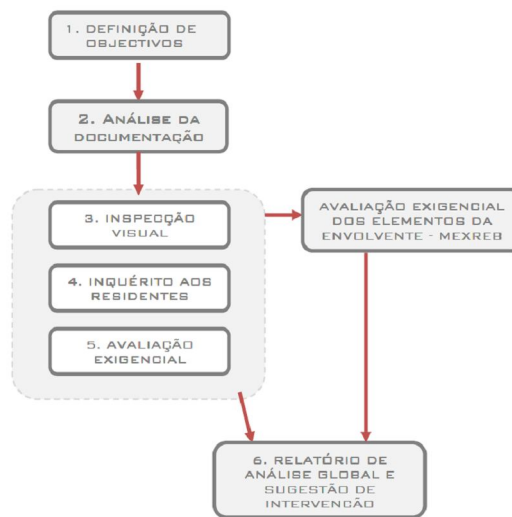 1. DEFINIÇÃO DE
OBJECTIVOS
2. ANÁLISE DA
DOCUMENTAÇÃO
3. INSPECÇÃO
VISUAL
4. INQUÉRITO AOS
RESIDENTES
5. AVALIAÇÃO
EXIGENCIAL
AVALIAÇÃO EXIGENCIAL
DOS ELEMENTOS DA
ENVOLVENTE - MEXREB
6. RELATÓRIO DE
ANÁLISE GLOBAL E
SUGESTÃO DE
INTERVENÇÃO